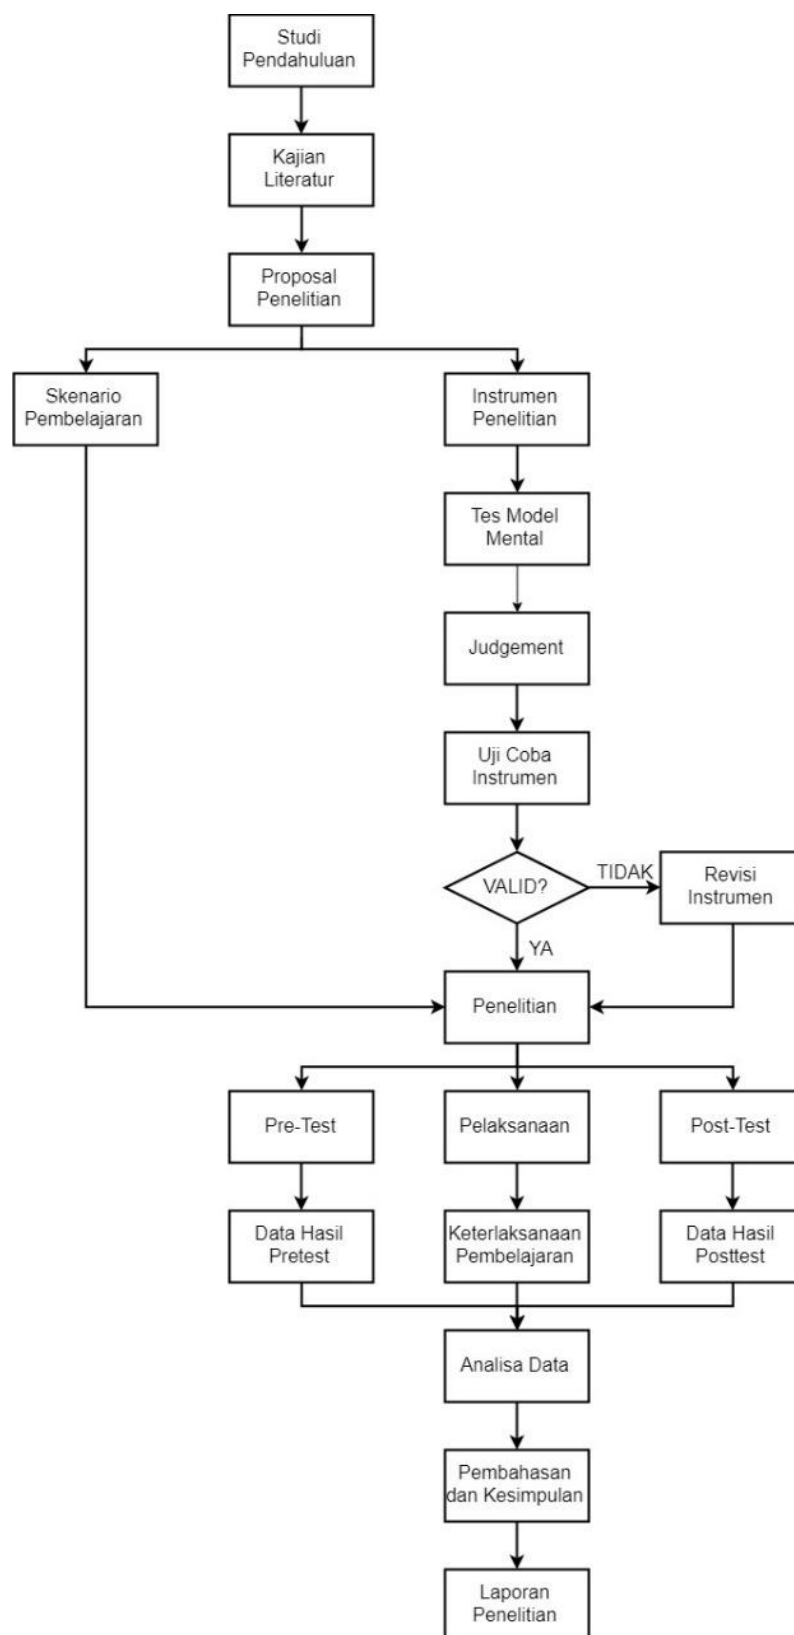 Studi
Pendahuluan
Kajian
Literatur
Proposal
Penelitian
Skenario
Pembelajaran
Instrumen
Penelitian
Tes Model
Mental
Judgement
Uji Coba
Instrumen
VALID?
TIDAK
Revisi
Instrumen
YA
Penelitian
Pre-Test
Pelaksanaan
Post-Test
Data Hasil
Pretest
Keterlaksanaan
Pembelajaran
Data Hasil
Posttest
Analisa Data
Pembahasan
dan Kesimpulan
Laporan
Penelitian